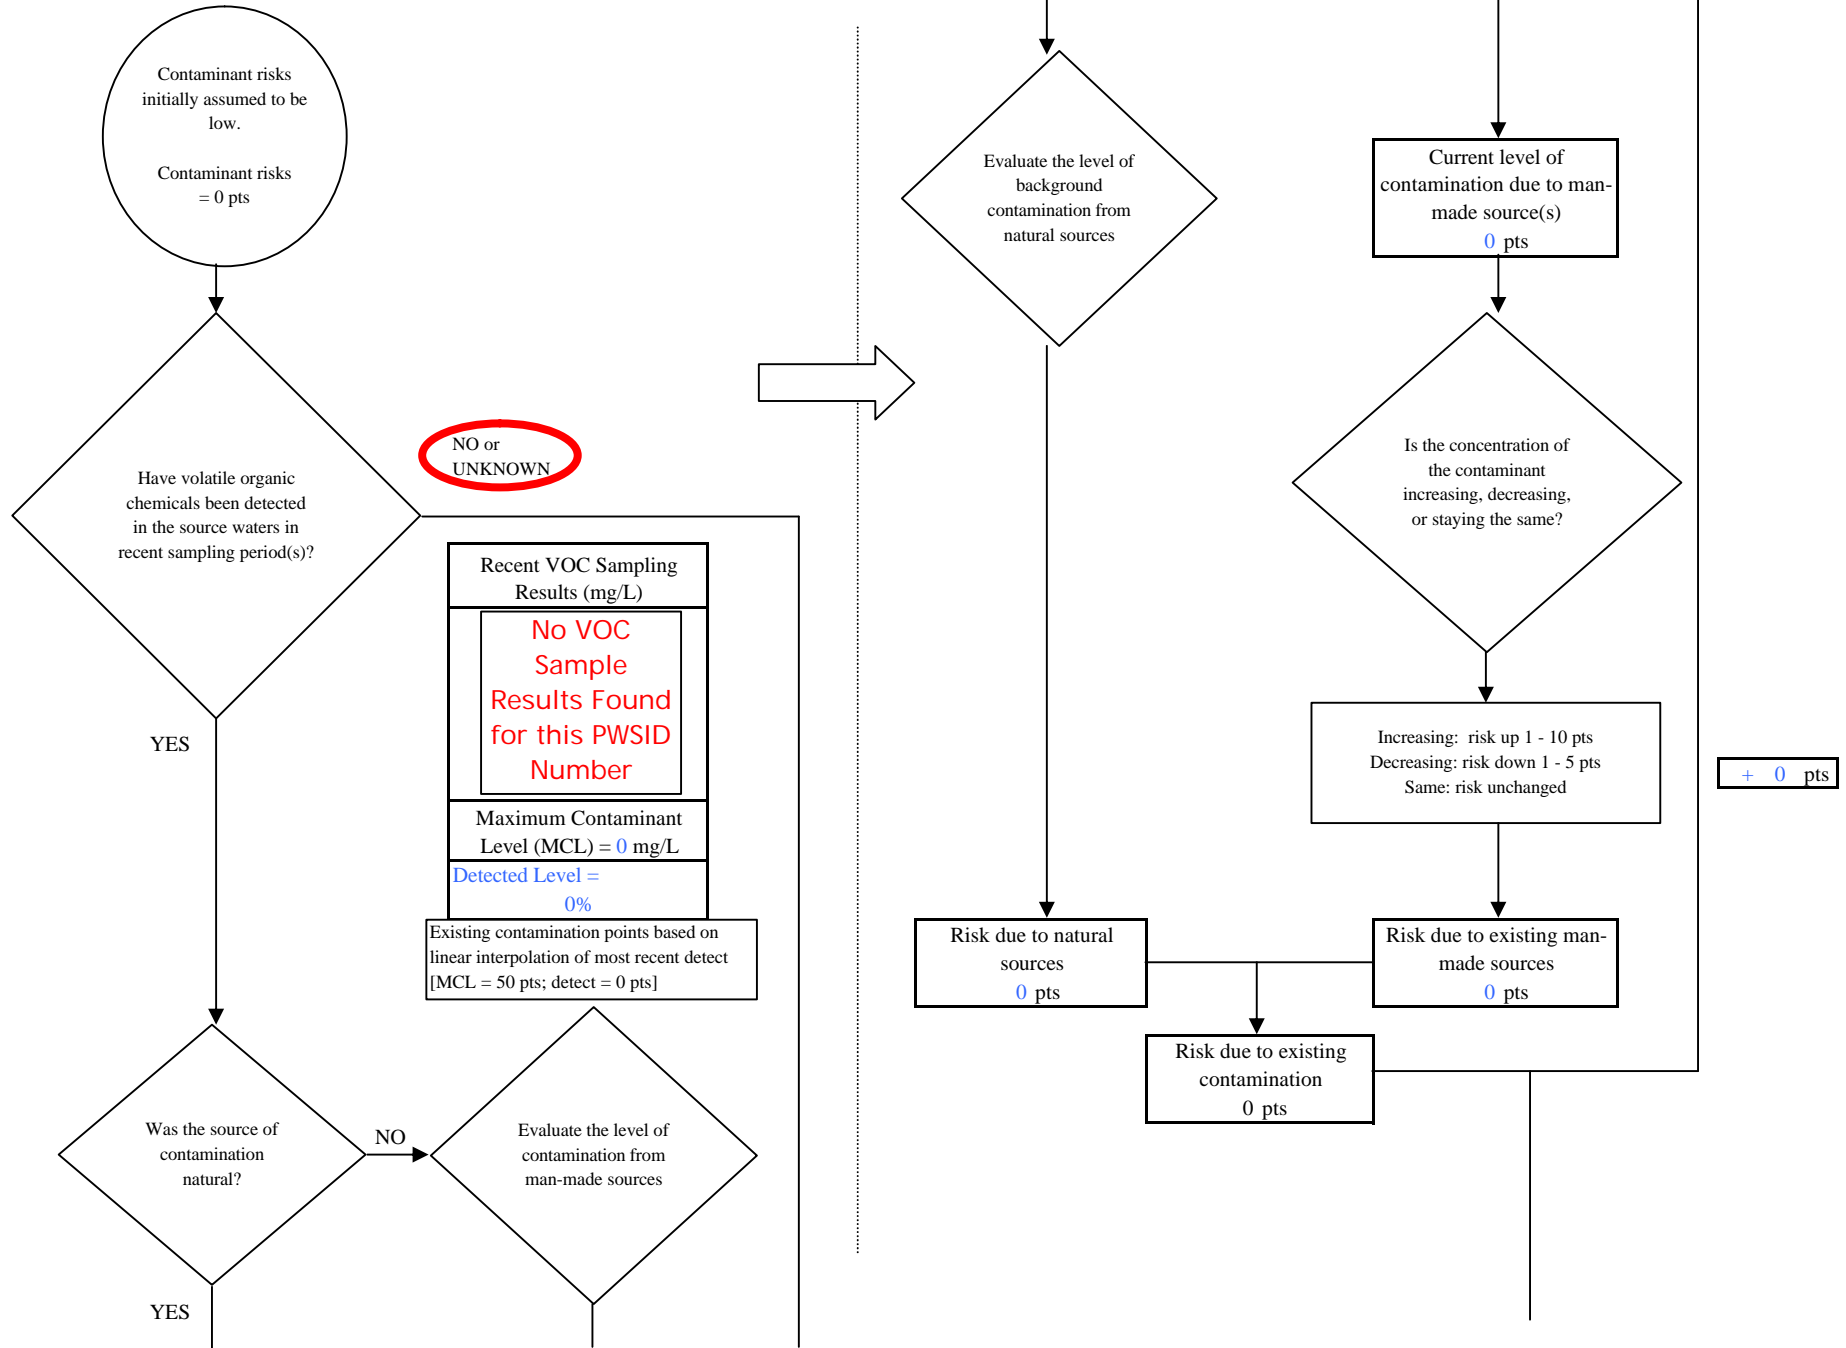 Contaminant risks
initially assumed to be
low.
Contaminant risks
= 0 pts
Have volatile organic
chemicals been detected
in the source waters in
recent sampling period(s)?
NO or
UNKNOWN
YES
Recent VOC Sampling
Results (mg/L)
No VOC
Sample
Results Found
for this PWSID
Number
Maximum Contaminant
Level (MCL) = 0 mg/L
Detected Level =
0%
Existing contamination points based on
linear interpolation of most recent detect
[MCL = 50 pts; detect = 0 pts]
Was the source of
contamination
natural?
NO
YES
Evaluate the level of
contamination from
man-made sources
Evaluate the level of
background
contamination from
natural sources
Current level of
contamination due to man-
made source(s)
0 pts
Is the concentration of
the contaminant
increasing, decreasing,
or staying the same?
Increasing: risk up 1 - 10 pts
Decreasing: risk down 1 - 5 pts
Same: risk unchanged
+ 0 pts
Risk due to natural
sources
0 pts
Risk due to existing man-
made sources
0 pts
Risk due to existing
contamination
0 pts